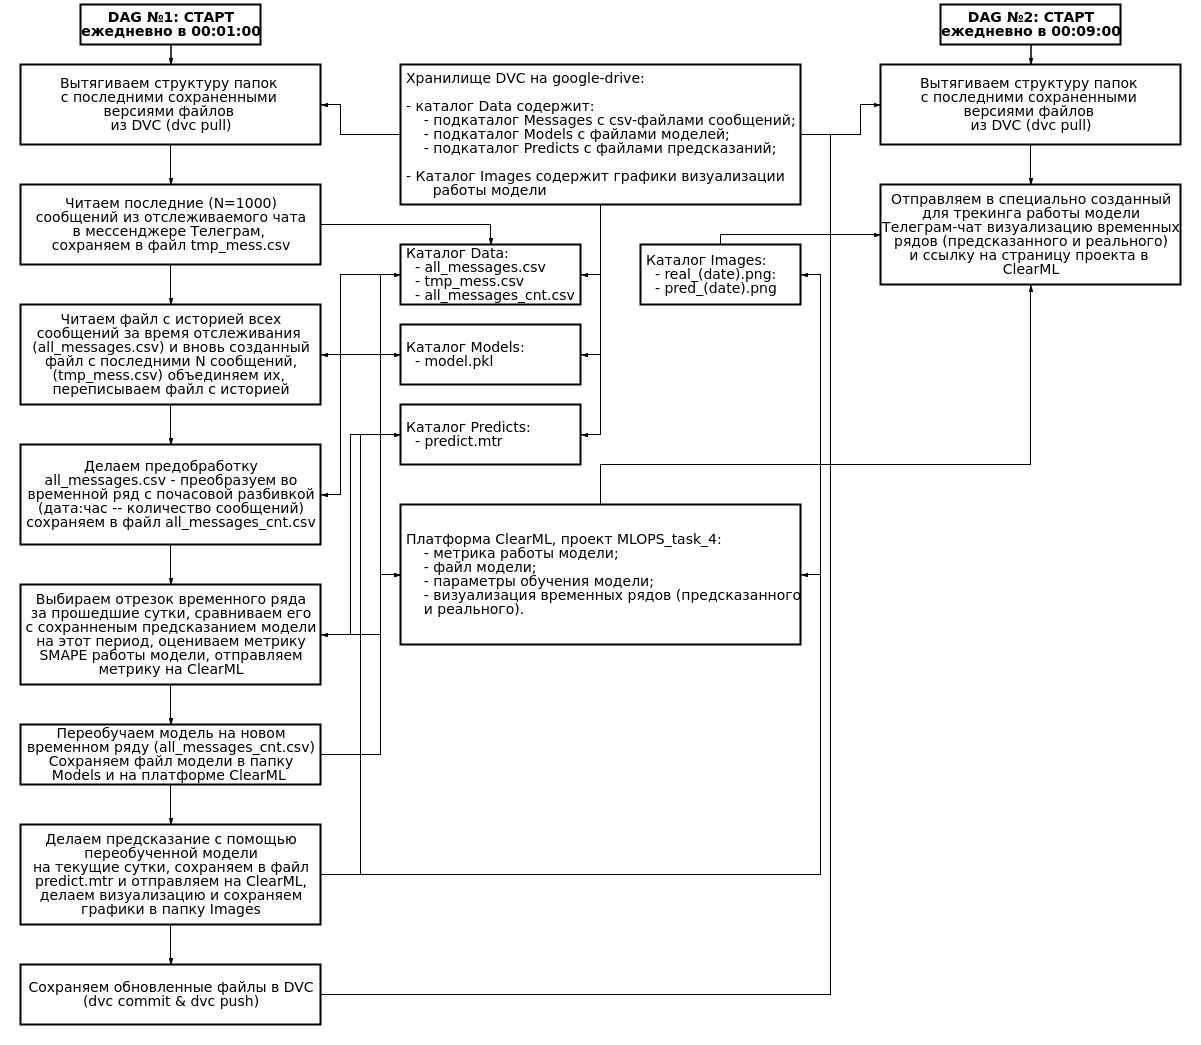 DAG №1: СТАРТ
ежедневно в 00:01:00
Вытягиваем структуру папок
с последними сохраненными
версиями файлов
из DVC (dvc pull)
Читаем последние (N=1000)
сообщений из отслеживаемого чата
в мессенджере Телеграм,
сохраняем в файл tmp_mess.csv
Читаем файл с историей всех
сообщений за время отслеживания
(all_messages.csv) и вновь созданный
файл с последними N сообщений,
(tmp_mess.csv) объединяем их,
переписываем файл с историей
Делаем предобработку
all_messages.csv - преобразуем во
временной ряд с почасовой разбивкой
(дата:час -- количество сообщений)
сохраняем в файл all_messages_cnt.csv
Выбираем отрезок временного ряда
за прошедшие сутки, сравниваем его
с сохранненым предсказанием модели
на этот период, оцениваем метрику
SMAPE работы модели, отправляем
метрику на ClearML
Переобучаем модель на новом
временном ряду (all_messages_cnt.csv)
Сохраняем файл модели в папку
Models и на платформе ClearML
Делаем предсказание с помощью
переобученной модели
на текущие сутки, сохраняем в файл
predict.mtr и отправляем на ClearML,
делаем визуализацию и сохраняем
графики в папку Images
Сохраняем обновленные файлы в DVC
(dvc commit & dvc push)
Хранилище DVC на google-drive:
- каталог Data содержит:
- подкаталог Messages с csv-файлами сообщений;
- подкаталог Models с файлами моделей;
- подкаталог Predicts с файлами предсказаний;
- Каталог Images содержит графики визуализации
работы модели
Каталог Data:
- all_messages.csv
- tmp_mess.csv
- all_messages_cnt.csv
Каталог Images:
- real_(date).png:
- pred_(date).png
Каталог Models:
- model.pkl
Каталог Predicts:
- predict.mtr
Платформа ClearML, проект MLOPS_task_4:
- метрика работы модели;
- файл модели;
- параметры обучения модели;
- визуализация временных рядов (предсказанного
и реального).
DAG №2: СТАРТ
ежедневно в 00:09:00
Вытягиваем структуру папок
с последними сохраненными
версиями файлов
из DVC (dvc pull)
Отправляем в специально созданный
для трекинга работы модели
Телеграм-чат визуализацию временных
рядов (предсказанного и реального)
и ссылку на страницу проекта в
ClearML